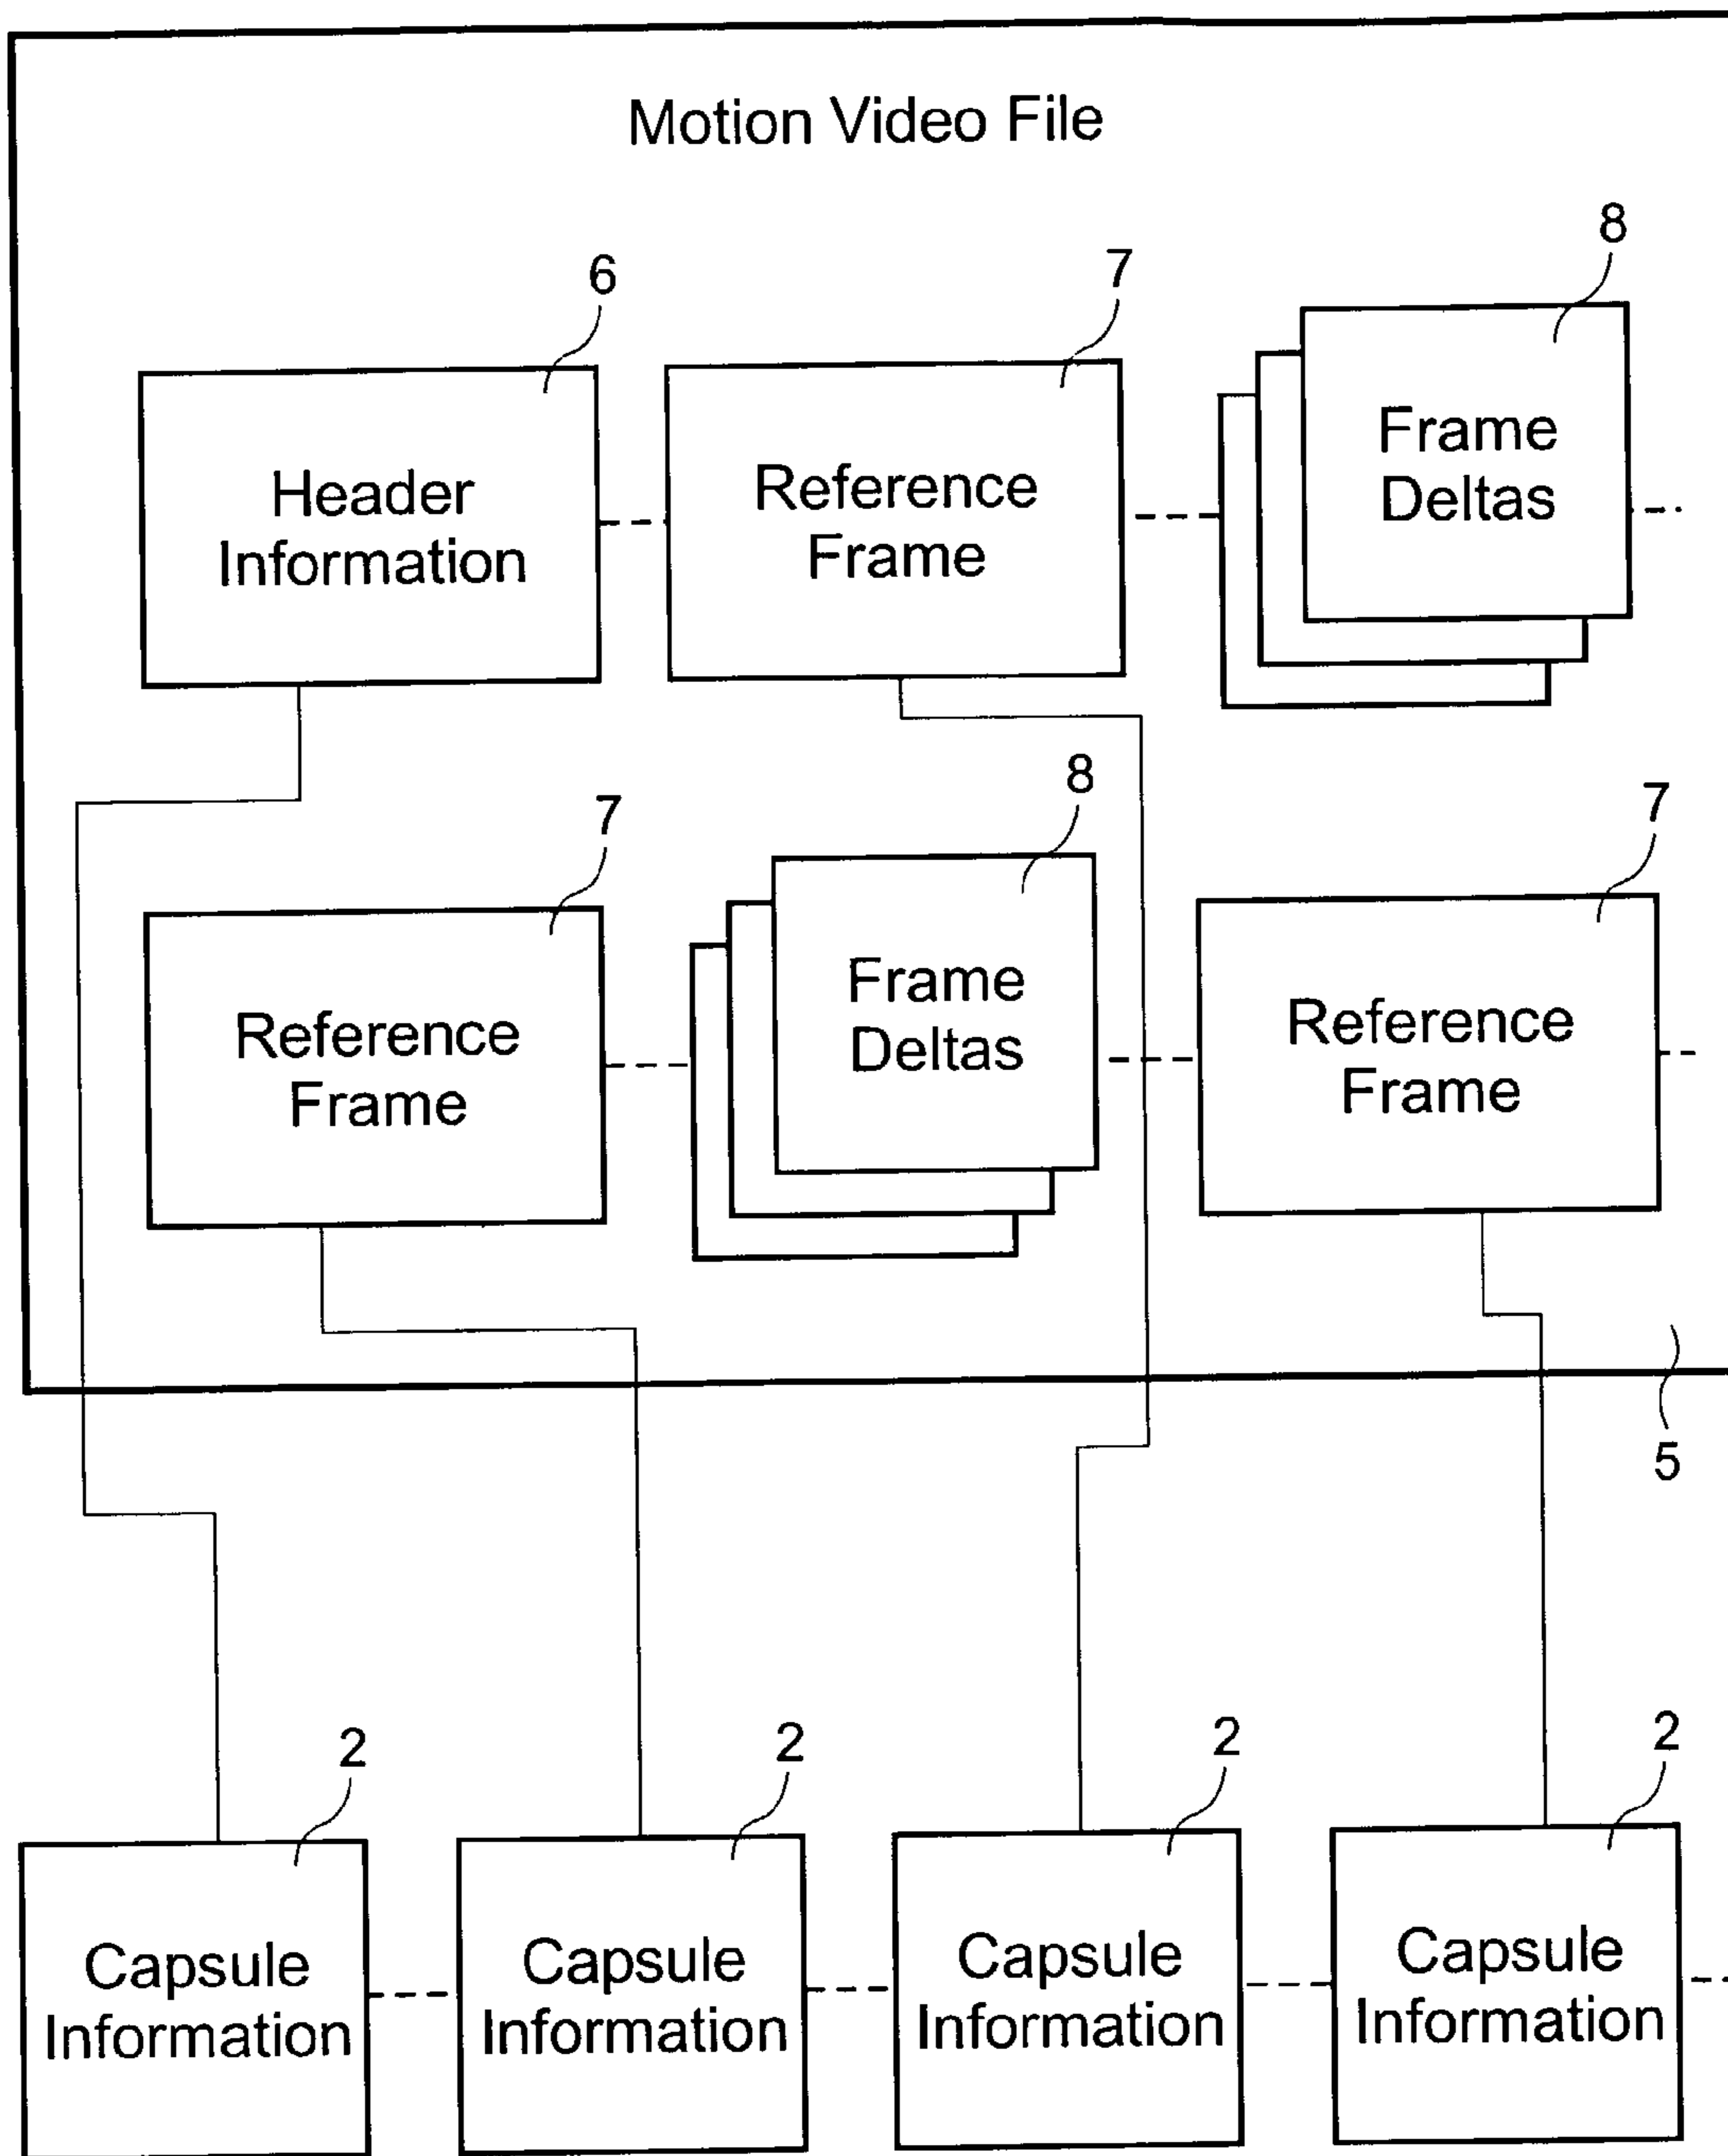 Motion Video File
6
7
8
Header
Information
Reference
Frame
Frame
Deltas
7
8
7
Reference
Frame
Frame
Deltas
Reference
Frame
5
2
2
2
2
Capsule
Information
Capsule
Information
Capsule
Information
Capsule
Information